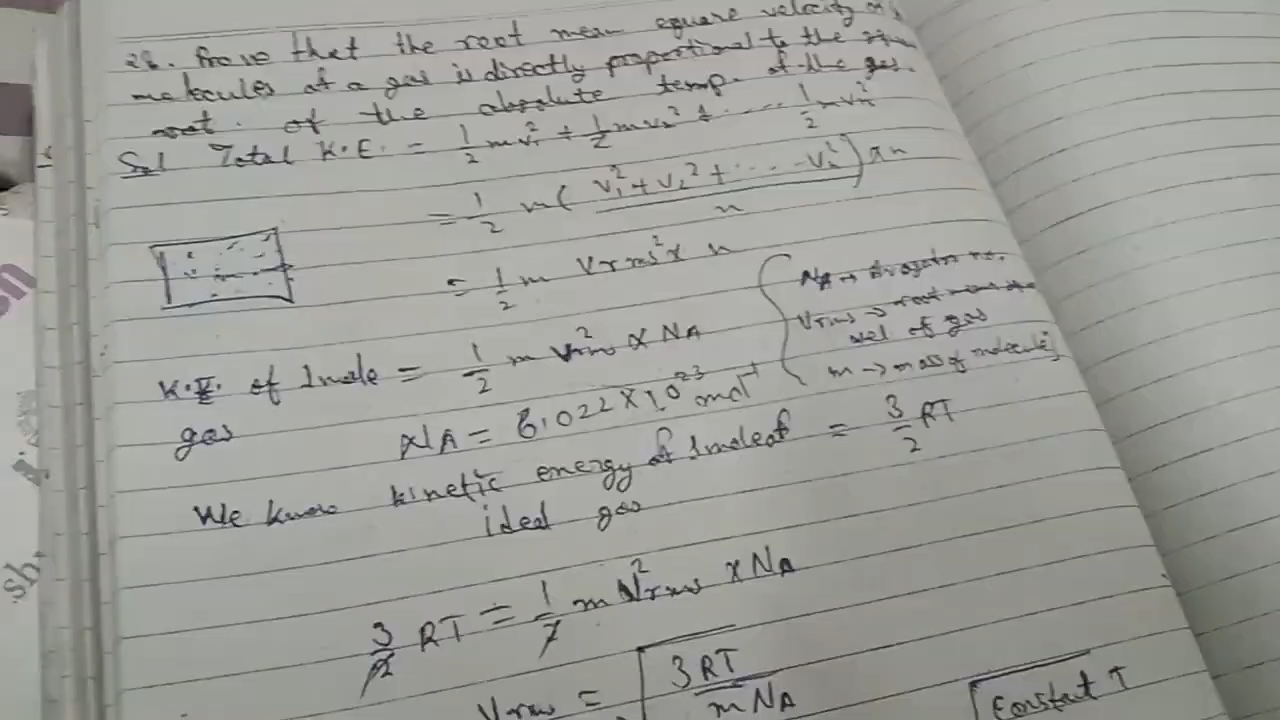 28. Prove that the root mean square velocity of
molecules of a gas is directly proportional to the
root. of the absolute temp. of the gas.
Sol Total K.E. = 1/2 mv₁² + 1/2 mv₂² + ---- 1/2 mvₙ²
= 1/2 m( (v₁² + v₂² + ---- vₙ²)/n ) x n
= 1/2 m Vrms² x n
K.E. of 1 mole = 1/2 m Vrms² x NA
gas
NA → Avogadro no.
Vrms → root mean
vel of gas
m → mass of molecule
NA = 6.022 X 10²³ mol⁻¹
We know kinetic energy of 1 mole of = 3/2 RT
ideal gas
3/2 RT = 1/2 m Vrms² x NA
Vrms = √(3RT/mNA)
√constant T